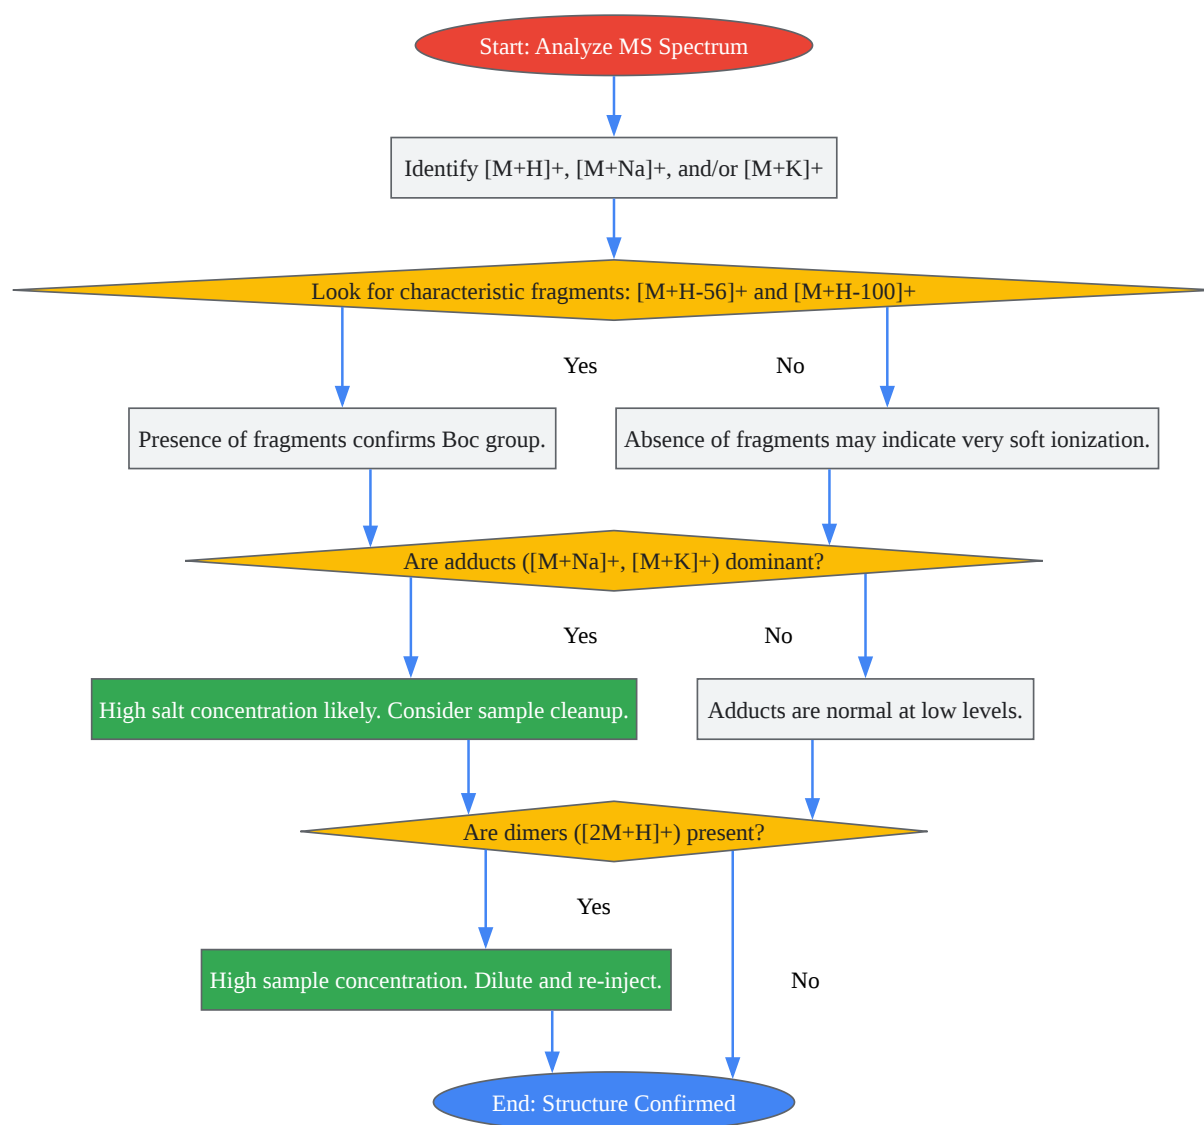 Start: Analyze MS Spectrum
Identify [M+H]+, [M+Na]+, and/or [M+K]+
Look for characteristic fragments: [M+H-56]+ and [M+H-100]+
Yes
No
Presence of fragments confirms Boc group.
Absence of fragments may indicate very soft ionization.
Are adducts ([M+Na]+, [M+K]+) dominant?
Yes
No
High salt concentration likely. Consider sample cleanup.
Adducts are normal at low levels.
Are dimers ([2M+H]+) present?
Yes
High sample concentration. Dilute and re-inject.
No
End: Structure Confirmed